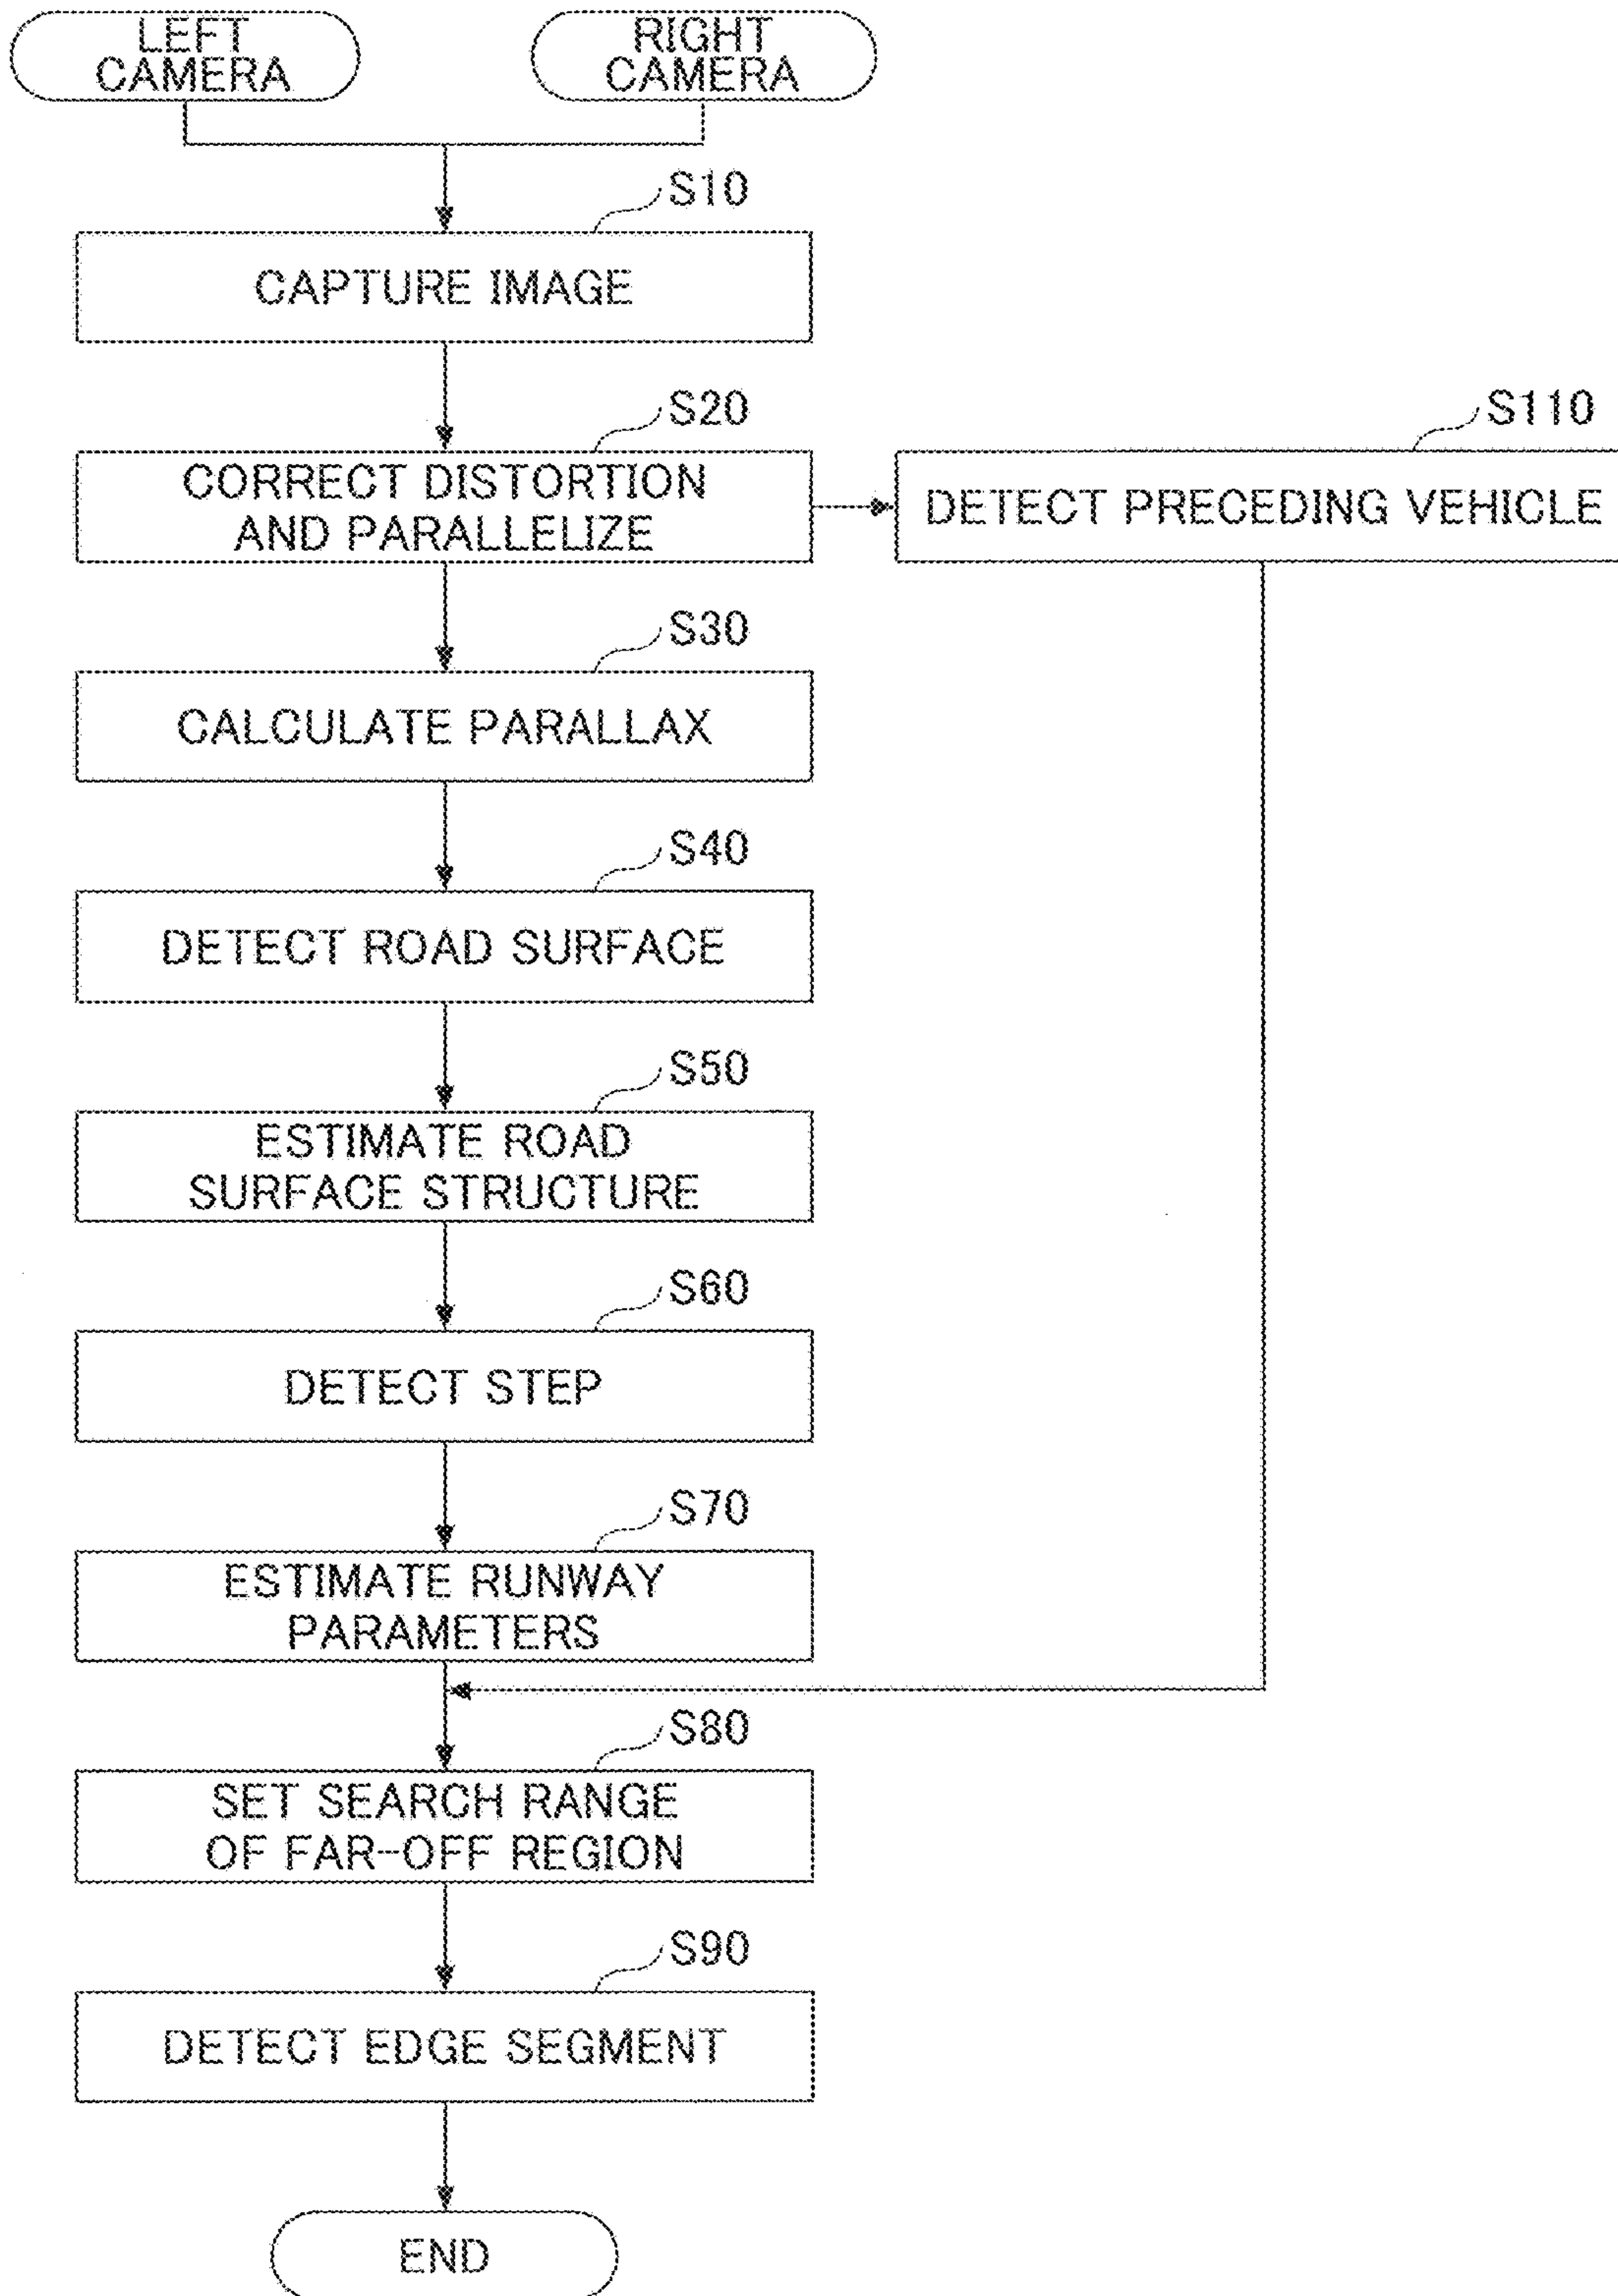 LEFT
CAMERA
RIGHT
CAMERA
S10
CAPTURE IMAGE
S20
CORRECT DISTORTION
AND PARALLELIZE
S110
DETECT PRECEDING VEHICLE
S30
CALCULATE PARALLAX
S40
DETECT ROAD SURFACE
S50
ESTIMATE ROAD
SURFACE STRUCTURE
S60
DETECT STEP
S70
ESTIMATE RUNWAY
PARAMETERS
S80
SET SEARCH RANGE
OF FAR-OFF REGION
S90
DETECT EDGE SEGMENT
END